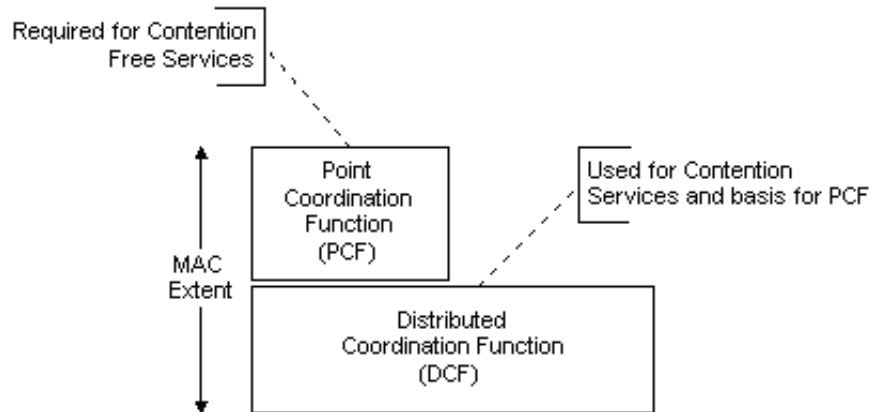 Required for Contention
Free Services
Point
Coordination
Function
(PCF)
Used for Contention
Services and basis for PCF
MAC
Extent
Distributed
Coordination Function
(DCF)